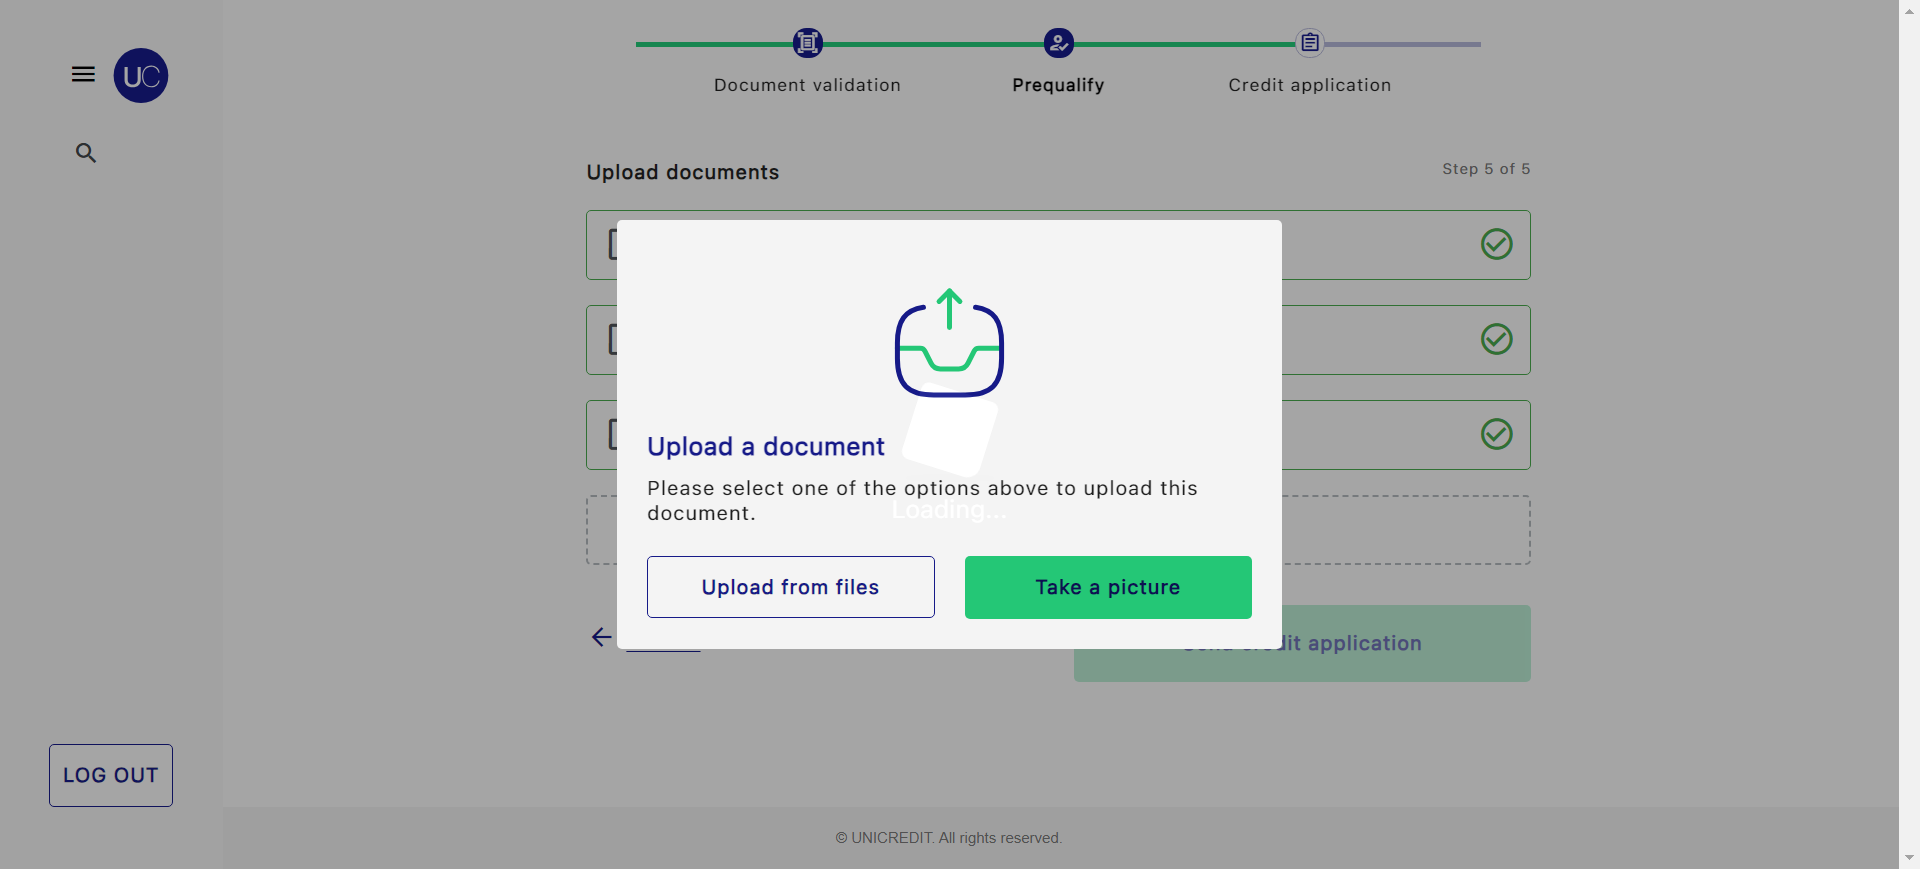 UC
Document validation
Prequalify
Credit application
Upload documents
Step 5 of 5
Upload a document
Please select one of the options above to upload this
document.
Loading...
Upload from files
Take a picture
credit application
LOG OUT
© UNICREDIT. All rights reserved.